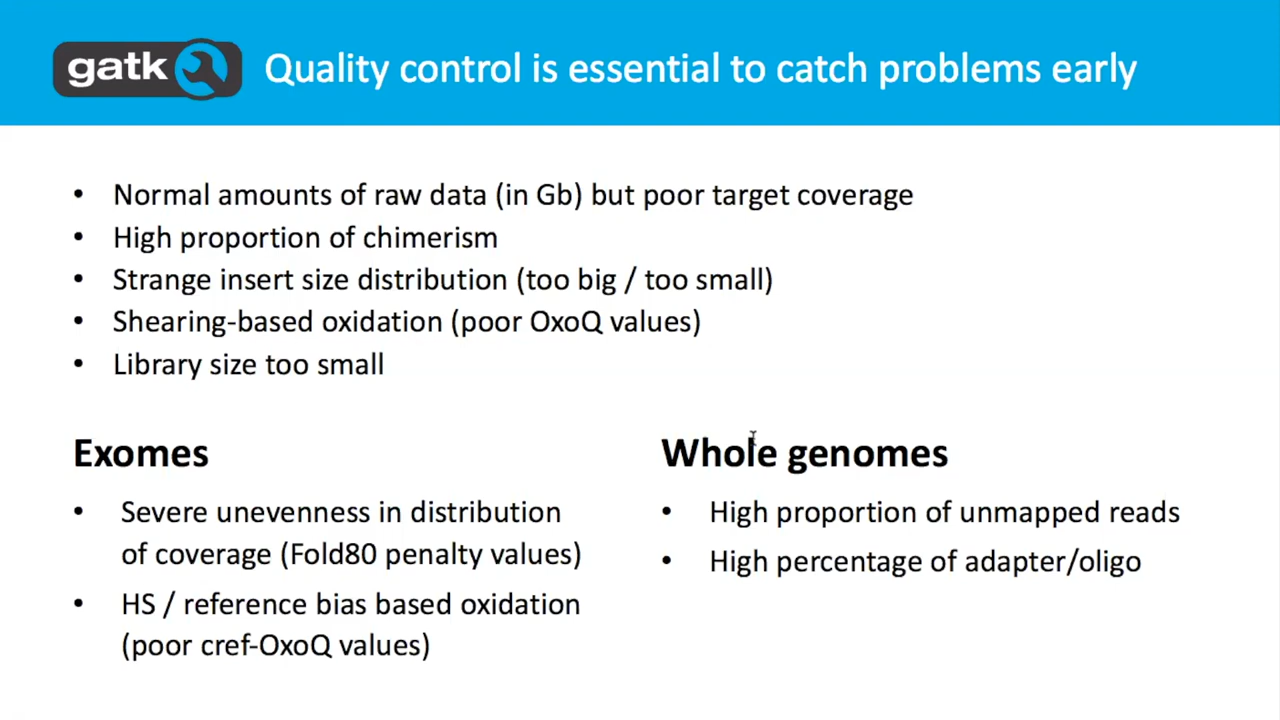 gatk
Quality control is essential to catch problems early
• Normal amounts of raw data (in Gb) but poor target coverage
• High proportion of chimerism
• Strange insert size distribution (too big / too small)
• Shearing-based oxidation (poor OxoQ values)
• Library size too small
Exomes
• Severe unevenness in distribution
of coverage (Fold80 penalty values)
• HS / reference bias based oxidation
(poor cref-OxoQ values)
Whole genomes
• High proportion of unmapped reads
• High percentage of adapter/oligo